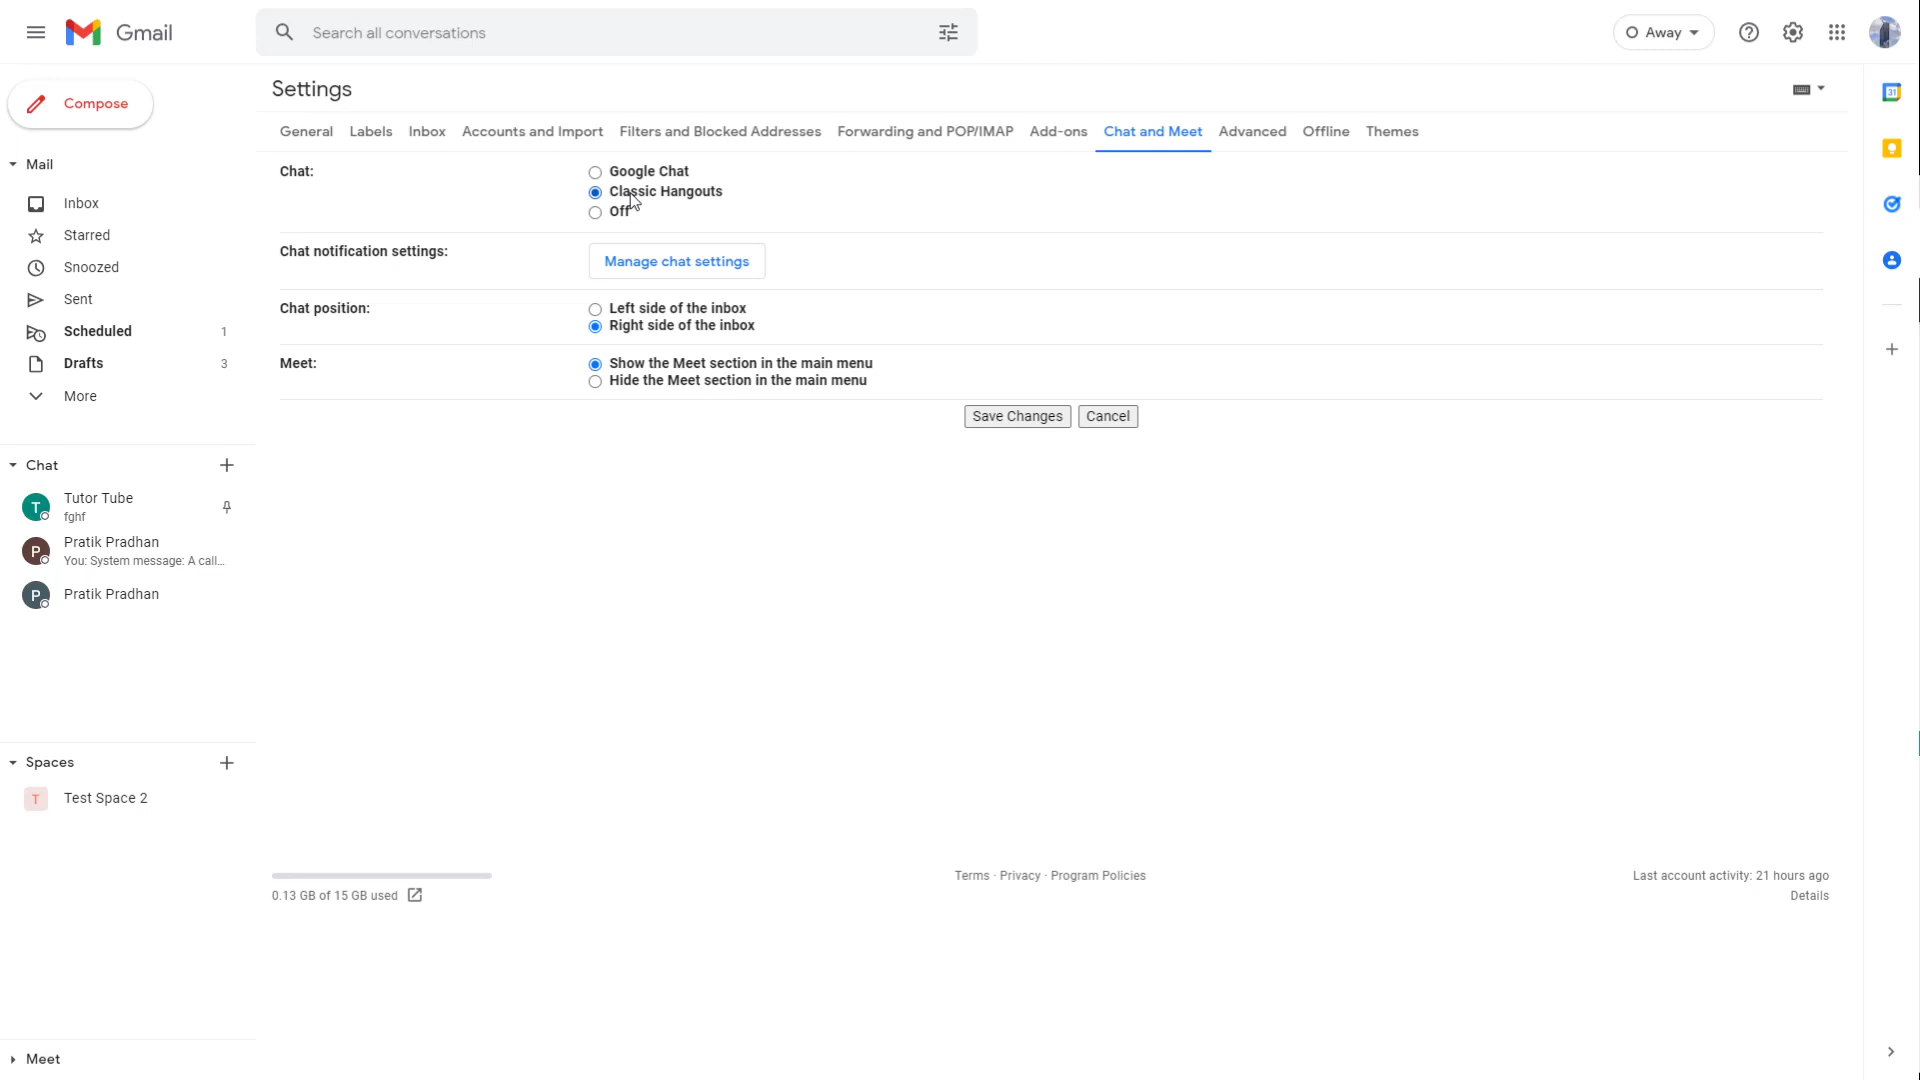 Gmail
Search all conversations
Away
Compose
Settings
General Labels Inbox Accounts and Import Filters and Blocked Addresses Forwarding and POP/IMAP Add-ons Chat and Meet Advanced Offline Themes
Mail
Inbox
Starred
Snoozed
Sent
Scheduled 1
Drafts 3
More
Chat
Tutor Tube
T
fghf
Pratik Pradhan
P
You: System message: A call...
P Pratik Pradhan
Spaces
T Test Space 2
Meet
Chat:
Google Chat
Classic Hangouts
Off
Chat notification settings:
Manage chat settings
Chat position:
Left side of the inbox
Right side of the inbox
Meet:
Show the Meet section in the main menu
Hide the Meet section in the main menu
Save Changes Cancel
0.13 GB of 15 GB used
Terms · Privacy · Program Policies
Last account activity: 21 hours ago
Details
31